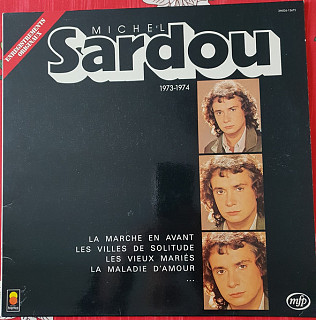 ENREGISTREMENTS
ORIGINAUX
MICHEL
Sardou
1973-1974
LA MARCHE EN AVANT
LES VILLES DE SOLITUDE
LES VIEUX MARIÉS
LA MALADIE D'AMOUR
...
mfp